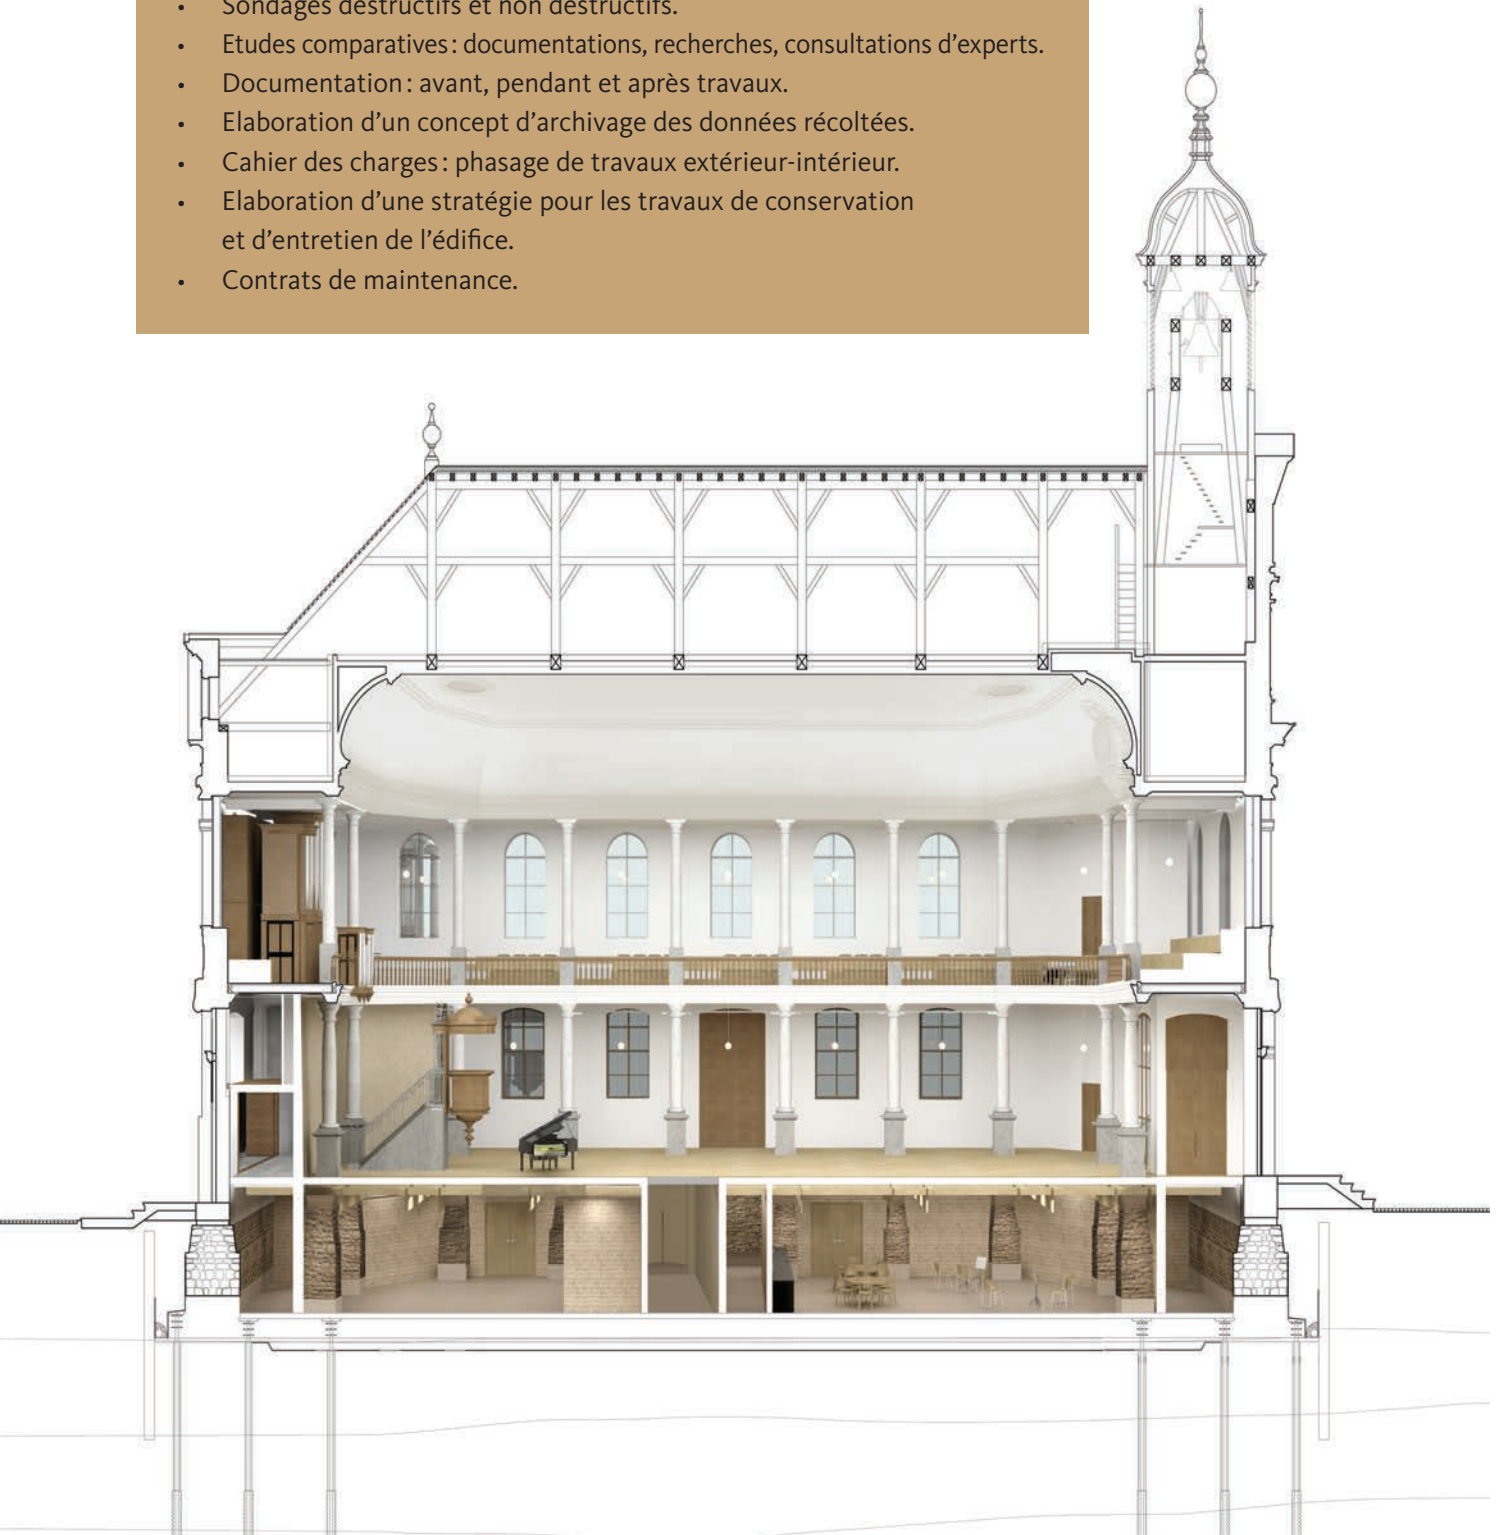 • Sondages destructifs et non destructifs.
• Etudes comparatives : documentations, recherches, consultations d’experts.
• Documentation : avant, pendant et après travaux.
• Elaboration d’un concept d’archivage des données récoltées.
• Cahier des charges : phasage de travaux extérieur-intérieur.
• Elaboration d’une stratégie pour les travaux de conservation
et d’entretien de l’édifice.
• Contrats de maintenance.